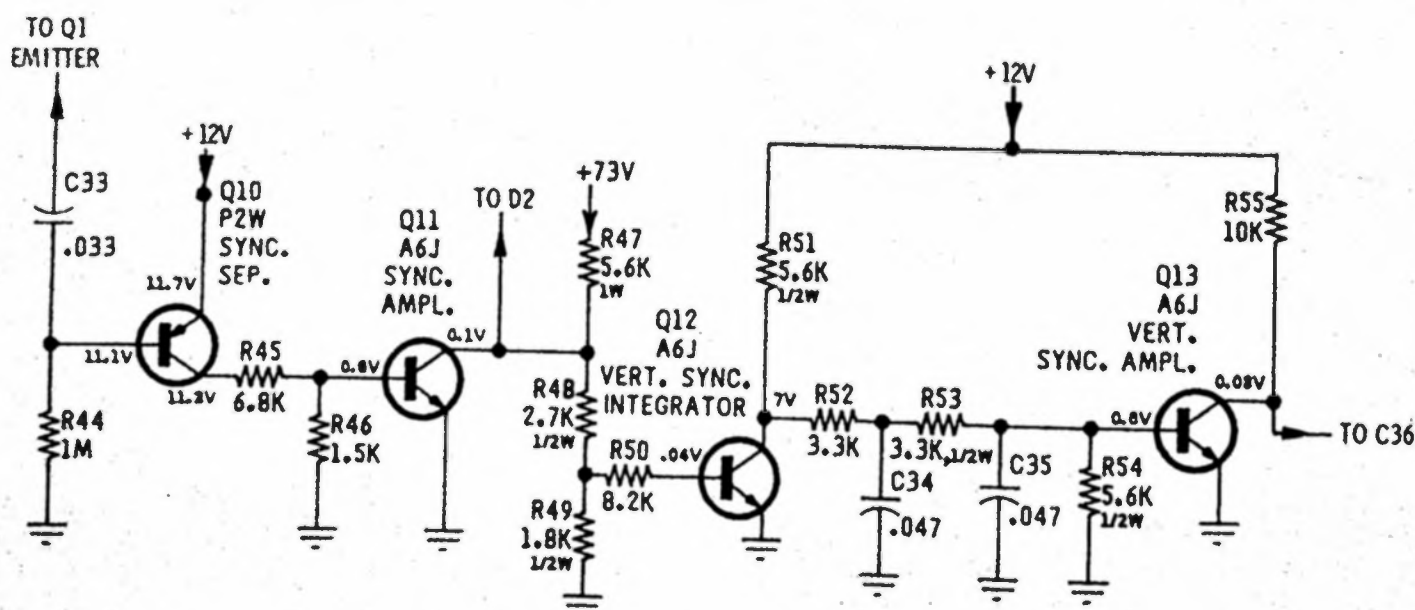 TO Q1
EMITTER
C33
.033
+12V
Q10
P2W
SYNC.
SEP.
11.7V
11.1V
11.2V
R44
1M
R45
6.8K
R46
1.5K
Q11
A6J
SYNC.
AMPL.
0.6V
0.1V
TO D2
+73V
R47
5.6K
1W
R48
2.7K
1/2W
R49
1.8K
1/2W
R50
8.2K
.04V
Q12
A6J
VERT. SYNC.
INTEGRATOR
+12V
R51
5.6K
1/2W
7V
R52
3.3K
R53
3.3K,1/2W
C34
.047
C35
.047
R54
5.6K
1/2W
0.8V
Q13
A6J
VERT.
SYNC. AMPL.
0.08V
R55
10K
TO C36